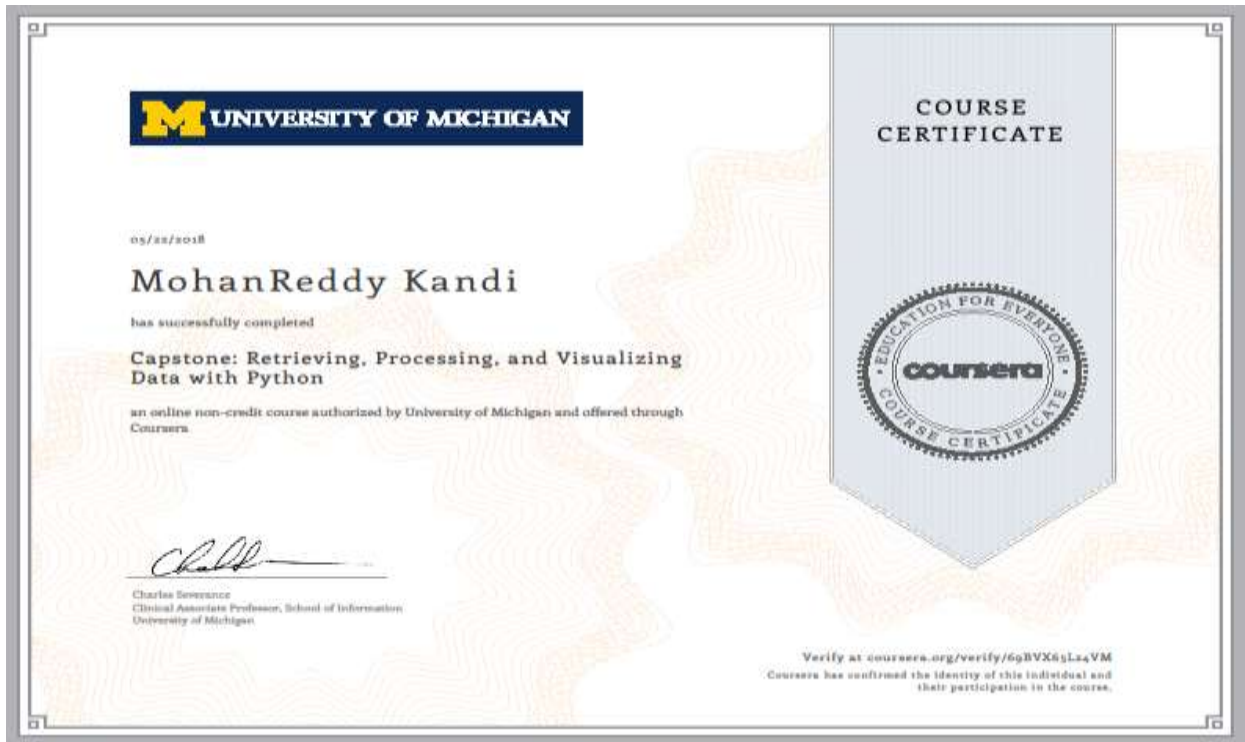 UNIVERSITY OF MICHIGAN
COURSE
CERTIFICATE
05/22/2018
MohanReddy Kandi
has successfully completed
Capstone: Retrieving, Processing, and Visualizing
Data with Python
an online non-credit course authorized by University of Michigan and offered through
Coursera
EDUCATION FOR EVERYONE
coursera
COURSE CERTIFICATE
Charles Severance
Clinical Associate Professor, School of Information
University of Michigan
Verify at coursera.org/verify/69BVX65L24VM
Coursera has confirmed the identity of this individual and
their participation in the course.